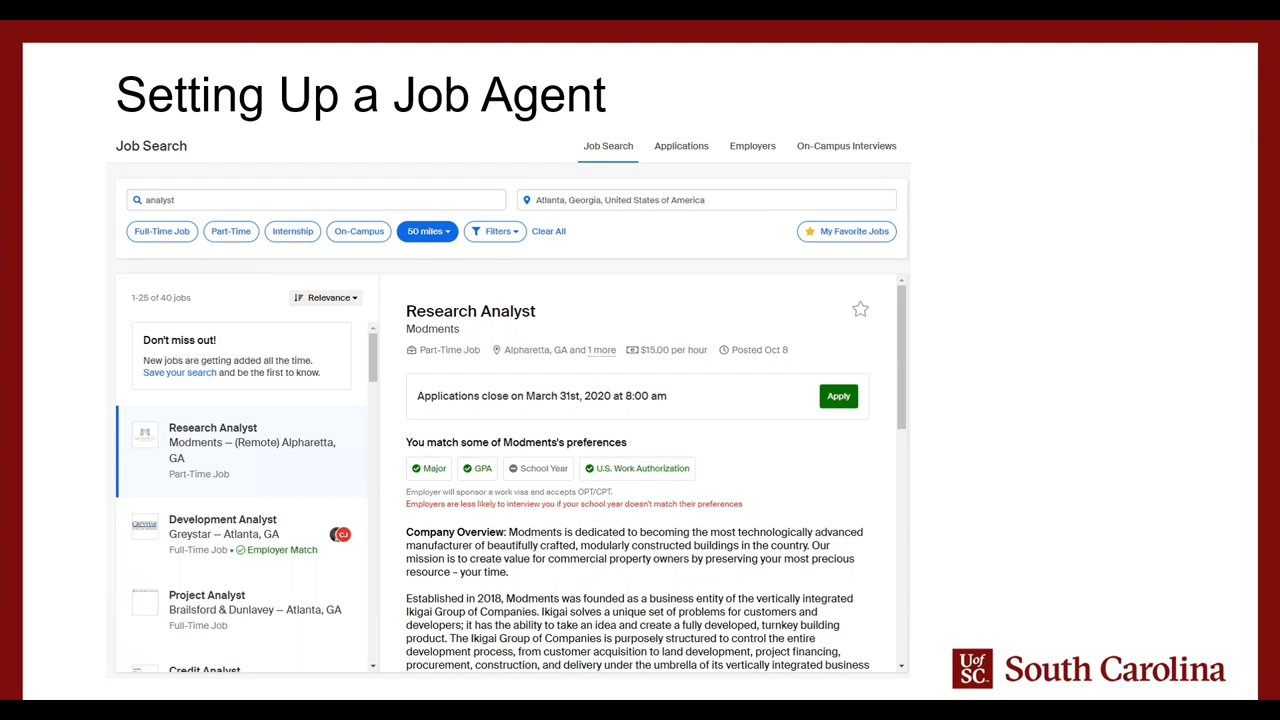 Setting Up a Job Agent
Job Search
Job Search Applications Employers On-Campus Interviews
analyst
Atlanta, Georgia, United States of America
Full-Time Job Part-Time Internship On-Campus 50 miles Filters Clear All My Favorite Jobs
1-25 of 40 jobs
Relevance
Don't miss out!
New jobs are getting added all the time.
Save your search and be the first to know.
Research Analyst
Modments — (Remote) Alpharetta,
GA
Part-Time Job
Development Analyst
Greystar — Atlanta, GA
Full-Time Job • Employer Match
CJ
Project Analyst
Brailsford & Dunlavey — Atlanta, GA
Full-Time Job
Credit Analyst
Research Analyst
Modments
Part-Time Job Alpharetta, GA and 1 more $15.00 per hour Posted Oct 8
Applications close on March 31st, 2020 at 8:00 am
Apply
You match some of Modments's preferences
Major GPA School Year U.S. Work Authorization
Employer will sponsor a work visa and accepts OPT/CPT.
Employers are less likely to interview you if your school year doesn't match their preferences
Company Overview: Modments is dedicated to becoming the most technologically advanced
manufacturer of beautifully crafted, modularly constructed buildings in the country. Our
mission is to create value for commercial property owners by preserving your most precious
resource – your time.
Established in 2018, Modments was founded as a business entity of the vertically integrated
Ikigai Group of Companies. Ikigai solves a unique set of problems for customers and
developers; it has the ability to take an idea and create a fully developed, turnkey building
product. The Ikigai Group of Companies is purposely structured to control the entire
development process, from customer acquisition to land development, project financing,
procurement, construction, and delivery under the umbrella of its vertically integrated business
UofSC
South Carolina